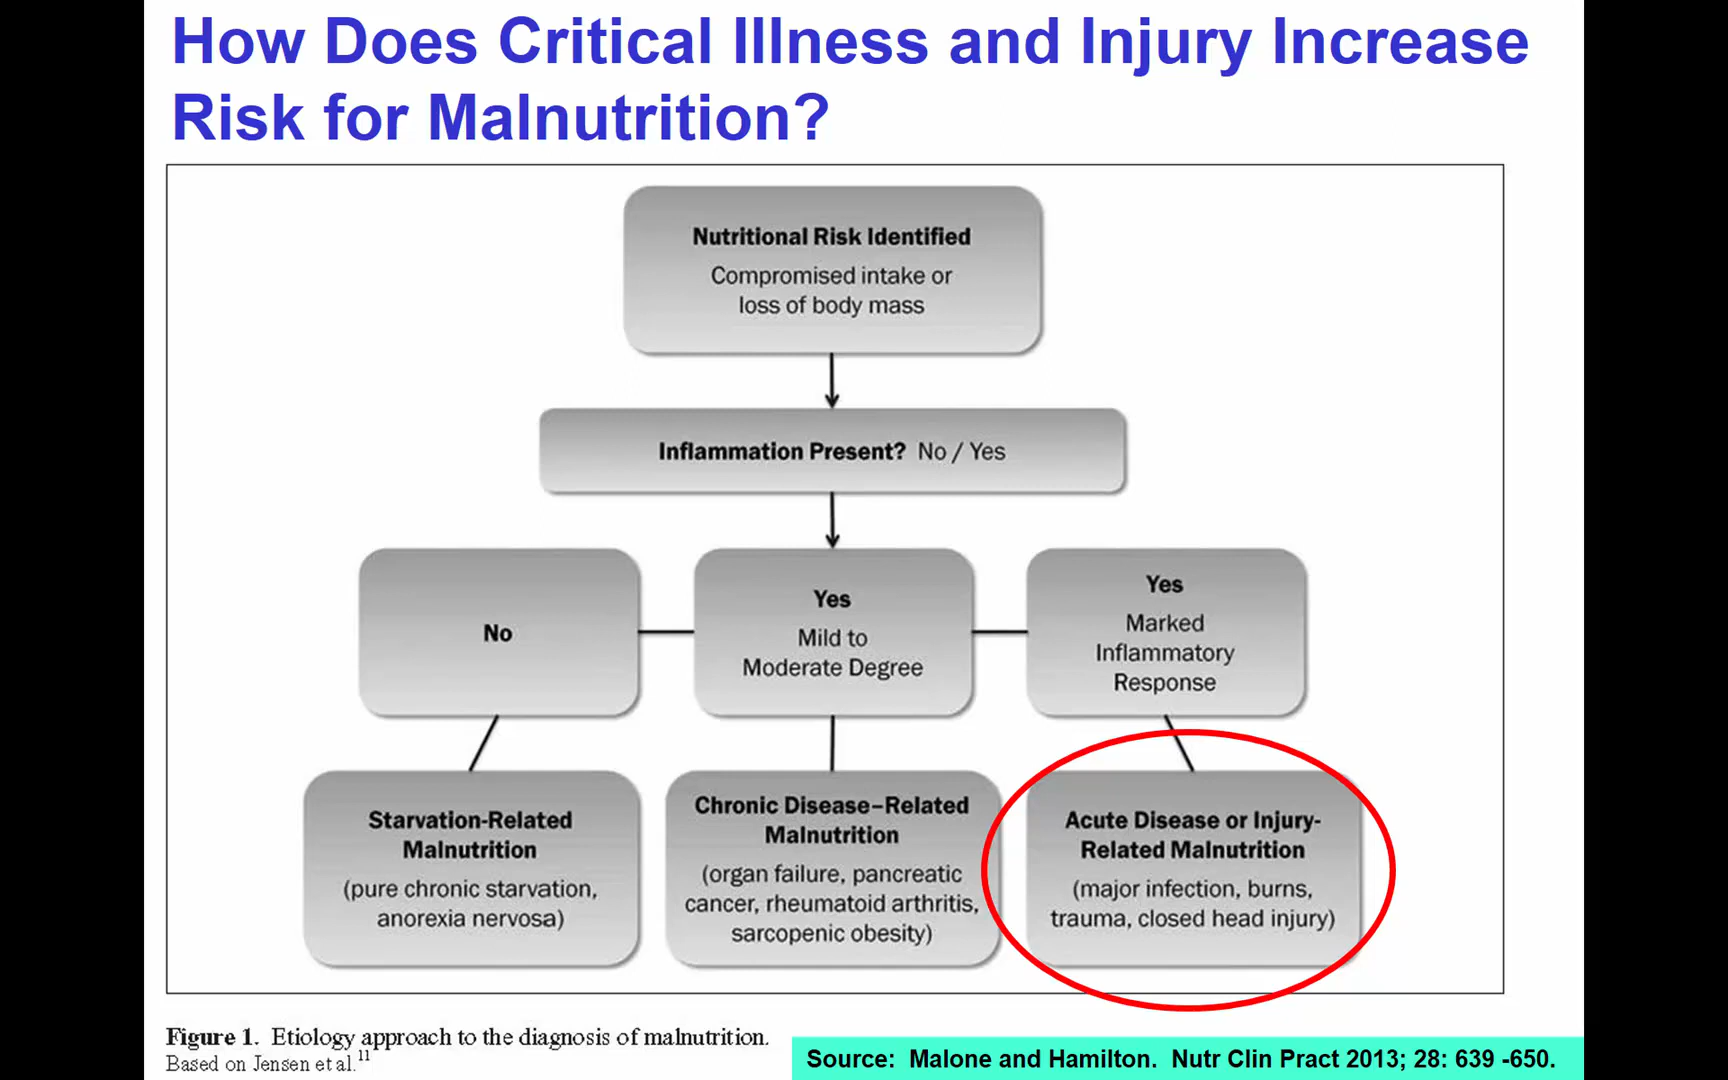 How Does Critical Illness and Injury Increase
Risk for Malnutrition?
Nutritional Risk Identified
Compromised intake or
loss of body mass
Inflammation Present? No / Yes
No
Yes
Mild to
Moderate Degree
Yes
Marked
Inflammatory
Response
Starvation-Related
Malnutrition
(pure chronic starvation,
anorexia nervosa)
Chronic Disease–Related
Malnutrition
(organ failure, pancreatic
cancer, rheumatoid arthritis,
sarcopenic obesity)
Acute Disease or Injury-
Related Malnutrition
(major infection, burns,
trauma, closed head injury)
Figure 1. Etiology approach to the diagnosis of malnutrition.
Based on Jensen et al.11
Source: Malone and Hamilton. Nutr Clin Pract 2013; 28: 639 -650.